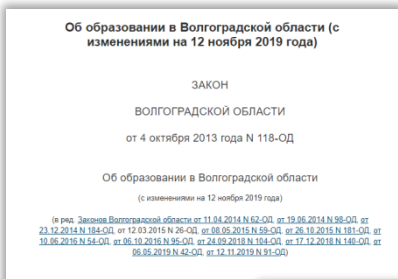 Об образовании в Волгоградской области (с
изменениями на 12 ноября 2019 года)
ЗАКОН
ВОЛГОГРАДСКОЙ ОБЛАСТИ
от 4 октября 2013 года N 118-ОД
Об образовании в Волгоградской области
(с изменениями на 12 ноября 2019 года)
(в ред. Законов Волгоградской области от 11.04.2014 N 62-ОД, от 19.06.2014 N 98-ОД, от
23.12.2014 N 184-ОД, от 12.03.2015 N 26-ОД, от 08.05.2015 N 59-ОД, от 26.10.2015 N 181-ОД, от
10.06.2016 N 54-ОД, от 06.10.2016 N 95-ОД, от 24.09.2018 N 104-ОД, от 17.12.2018 N 140-ОД, от
06.05.2019 N 42-ОД, от 12.11.2019 N 91-ОД)